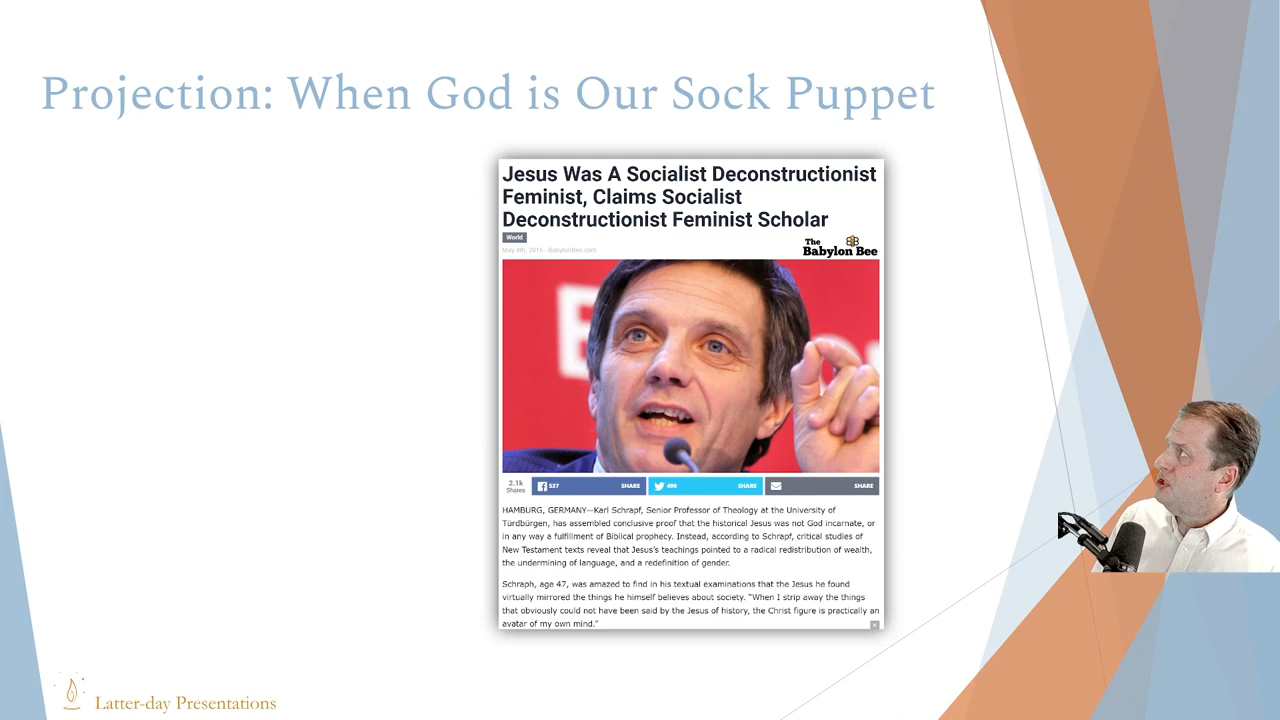 Projection: When God is Our Sock Puppet
Jesus Was A Socialist Deconstructionist
Feminist, Claims Socialist
Deconstructionist Feminist Scholar
World
May 4th, 2016 - BabylonBee.com
The
Babylon Bee
2.1k
Shares
537
SHARE
490
SHARE
SHARE
HAMBURG, GERMANY—Karl Schrapf, Senior Professor of Theology at the University of
Türdbürgen, has assembled conclusive proof that the historical Jesus was not God incarnate, or
in any way a fulfillment of Biblical prophecy. Instead, according to Schrapf, critical studies of
New Testament texts reveal that Jesus's teachings pointed to a radical redistribution of wealth,
the undermining of language, and a redefinition of gender.
Schraph, age 47, was amazed to find in his textual examinations that the Jesus he found
virtually mirrored the things he himself believes about society. “When I strip away the things
that obviously could not have been said by the Jesus of history, the Christ figure is practically an
avatar of my own mind.”
Latter-day Presentations